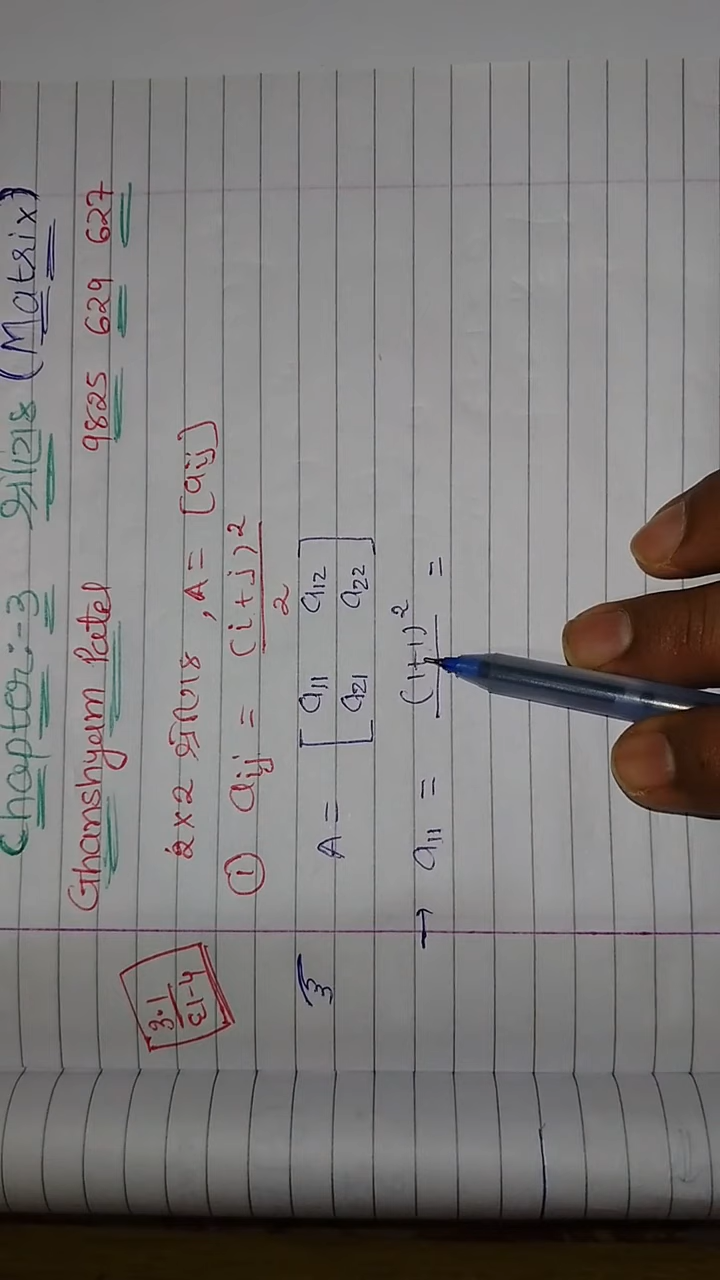 Chapter:-3 શ્રેણિક (Matrix)
Ghanshyam Patel 9825 629 627
3.1
દા-4
2 x 2 શ્રેણિક , A = [aij]
① aij = (i+j)²
2
A = [a11 a12
a21 a22]
→ a11 = (1+1)² =